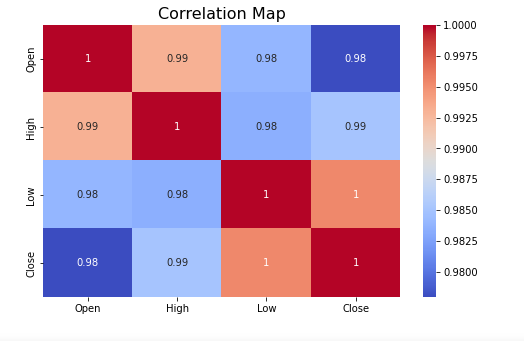 Correlation Map
Open 1 0.99 0.98 0.98
High 0.99 1 0.98 0.99
Low 0.98 0.98 1 1
Close 0.98 0.99 1 1
Open High Low Close
1.0000
0.9975
0.9950
0.9925
0.9900
0.9875
0.9850
0.9825
0.9800